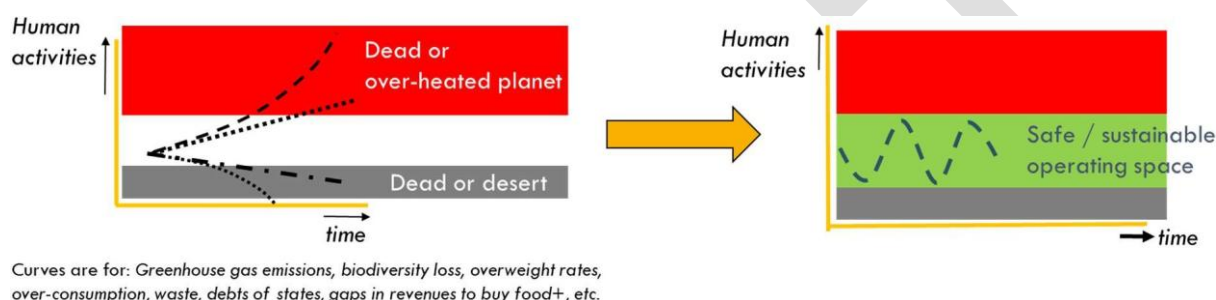 Human
activities
Dead or
over-heated planet
Dead or desert
time
Curves are for: Greenhouse gas emissions, biodiversity loss, overweight rates,
over-consumption, waste, debts of states, gaps in revenues to buy food+, etc.
Human
activities
Safe / sustainable
operating space
time